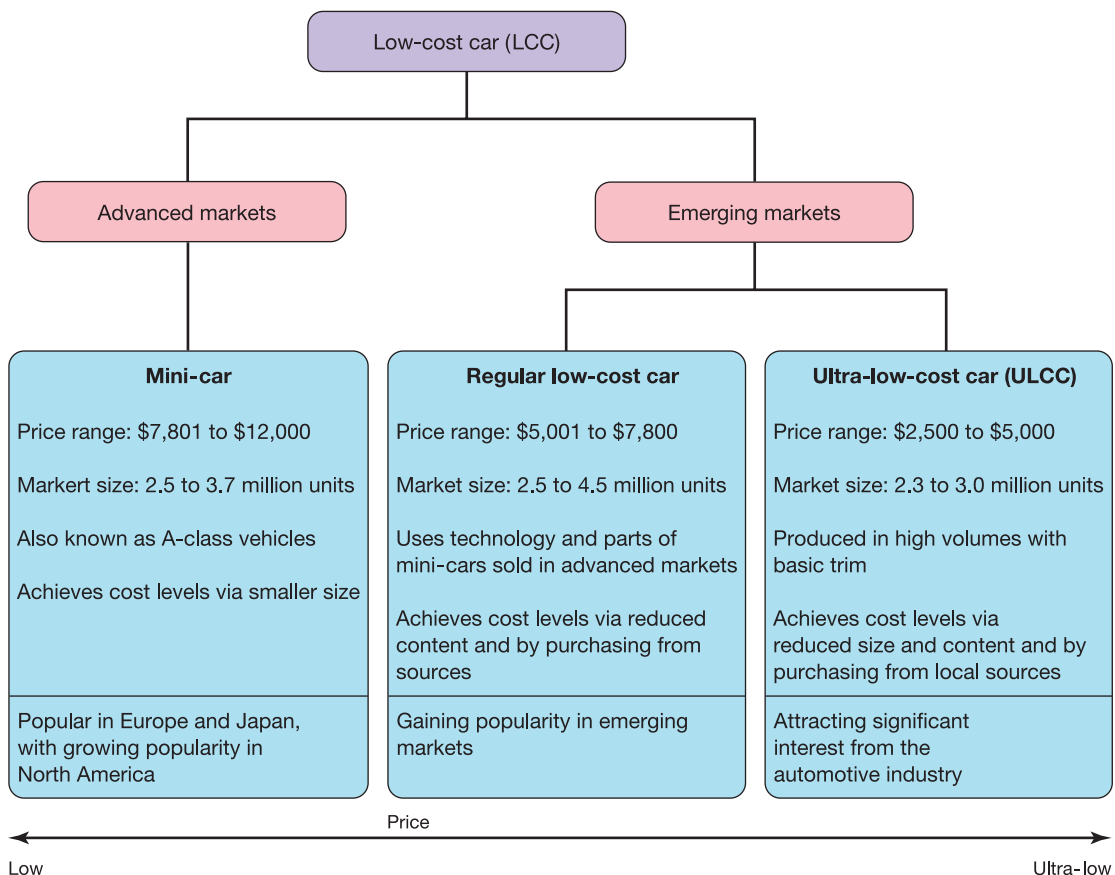 Low-cost car (LCC)
Advanced markets
Emerging markets
Mini-car
Price range: $7,801 to $12,000
Markert size: 2.5 to 3.7 million units
Also known as A-class vehicles
Achieves cost levels via smaller size
Popular in Europe and Japan,
with growing popularity in
North America
Regular low-cost car
Price range: $5,001 to $7,800
Market size: 2.5 to 4.5 million units
Uses technology and parts of
mini-cars sold in advanced markets
Achieves cost levels via reduced
content and by purchasing from
sources
Gaining popularity in emerging
markets
Ultra-low-cost car (ULCC)
Price range: $2,500 to $5,000
Market size: 2.3 to 3.0 million units
Produced in high volumes with
basic trim
Achieves cost levels via
reduced size and content and by
purchasing from local sources
Attracting significant
interest from the
automotive industry
Price
Low
Ultra-low